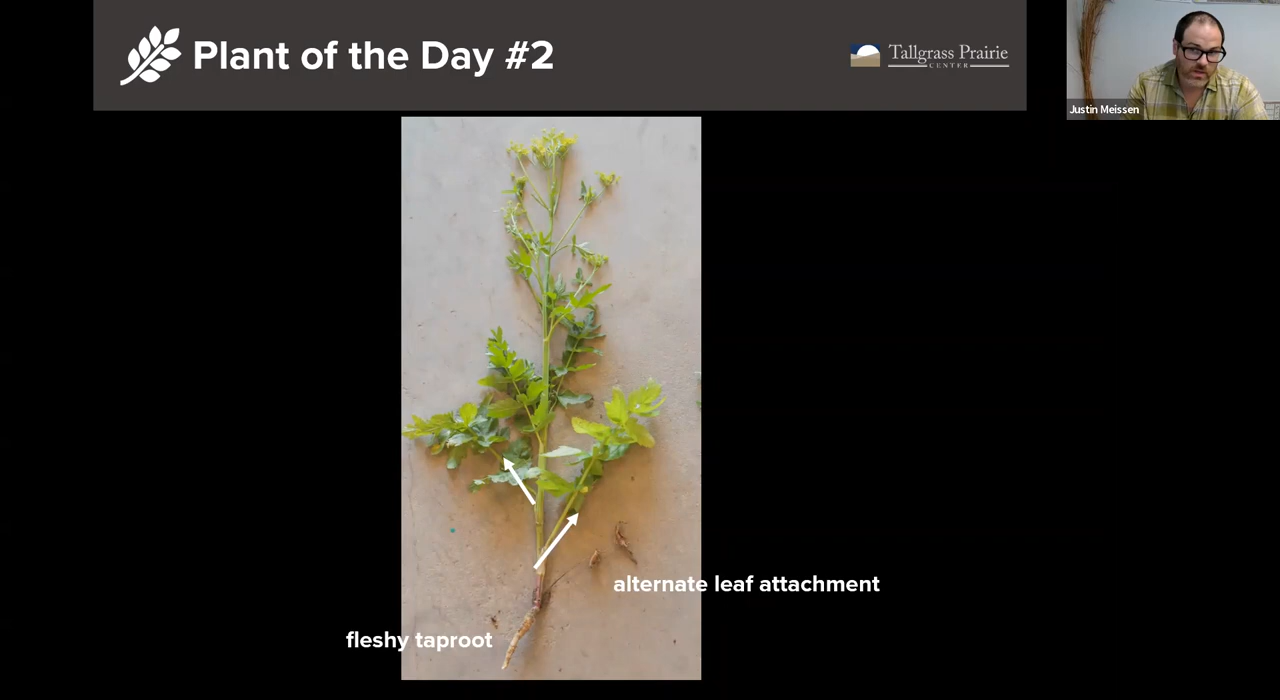 Plant of the Day #2
Tallgrass Prairie
CENTER
Justin Meissen
alternate leaf attachment
fleshy taproot